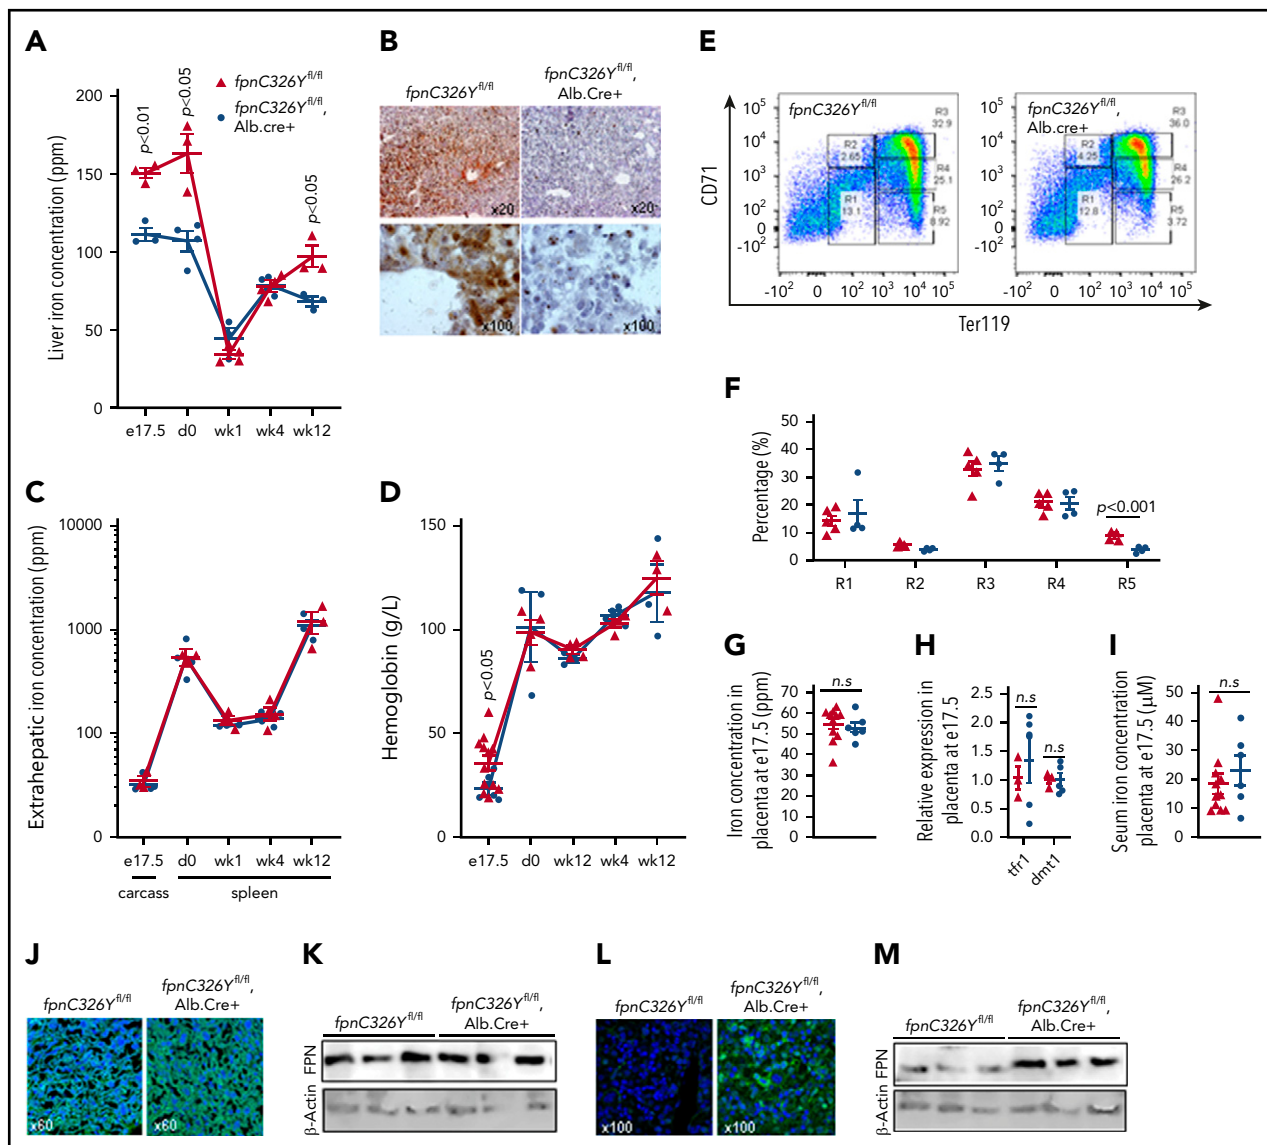 A
fpnC326Y^fl/fl
fpnC326Y^fl/fl,
Alb.cre+
p<0.01
p<0.05
p<0.05
Liver iron concentration (ppm)
200
150
100
50
0
e17.5 d0 wk1 wk4 wk12
B
fpnC326Y^fl/fl
fpnC326Y^fl/fl,
Alb.Cre+
x20
x20
x100
x100
E
fpnC326Y^fl/fl
fpnC326Y^fl/fl,
Alb.cre+
CD71
10^5
10^4
10^3
10^2
0
-10^2
R3
32.9
R2
2.65
R4
25.1
R1
13.1
R5
8.92
-10^2 0 10^2 10^3 10^4 10^5
10^5
10^4
10^3
10^2
0
-10^2
R3
36.0
R2
4.25
R4
26.2
R1
12.8
R5
3.72
-10^2 0 10^2 10^3 10^4 10^5
Ter119
F
Percentage (%)
50
40
30
20
10
0
p<0.001
R1 R2 R3 R4 R5
C
Extrahepatic iron concentration (ppm)
10000
1000
100
0
e17.5 d0 wk1 wk4 wk12
carcass spleen
D
Hemoglobin (g/L)
150
100
50
0
p<0.05
e17.5 d0 wk12 wk4 wk12
G
Iron concentration in
placenta at e17.5 (ppm)
70
60
50
40
30
20
10
0
n.s
H
Relative expression in
placenta at e17.5
2.5
2.0
1.5
1.0
0.5
0.0
n.s
n.s
tfr1 dmt1
I
Seum iron concentration
placenta at e17.5 (µM)
50
40
30
20
10
0
n.s
J
fpnC326Y^fl/fl
fpnC326Y^fl/fl,
Alb.Cre+
x60
x60
K
fpnC326Y^fl/fl
fpnC326Y^fl/fl,
Alb.Cre+
FPN
β-Actin
L
fpnC326Y^fl/fl
fpnC326Y^fl/fl,
Alb.Cre+
x100
x100
M
fpnC326Y^fl/fl
fpnC326Y^fl/fl,
Alb.Cre+
FPN
β-Actin